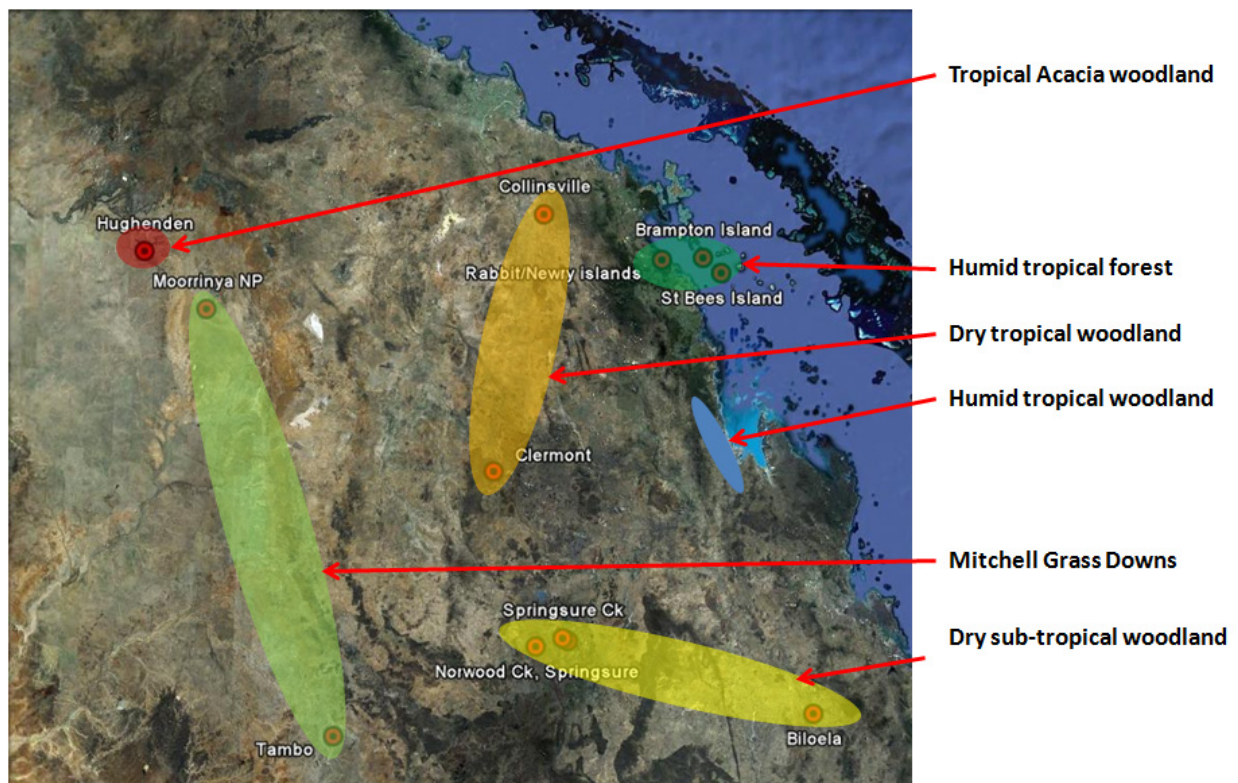 Tropical Acacia woodland
Collinsville
Hughenden
Brampton Island
Moorrinya NP
Rabbit/Newry islands
Humid tropical forest
St Bees Island
Dry tropical woodland
Humid tropical woodland
Clermont
Mitchell Grass Downs
Springsure Ck
Dry sub-tropical woodland
Norwood Ck, Springsure
Biloela
Tambo